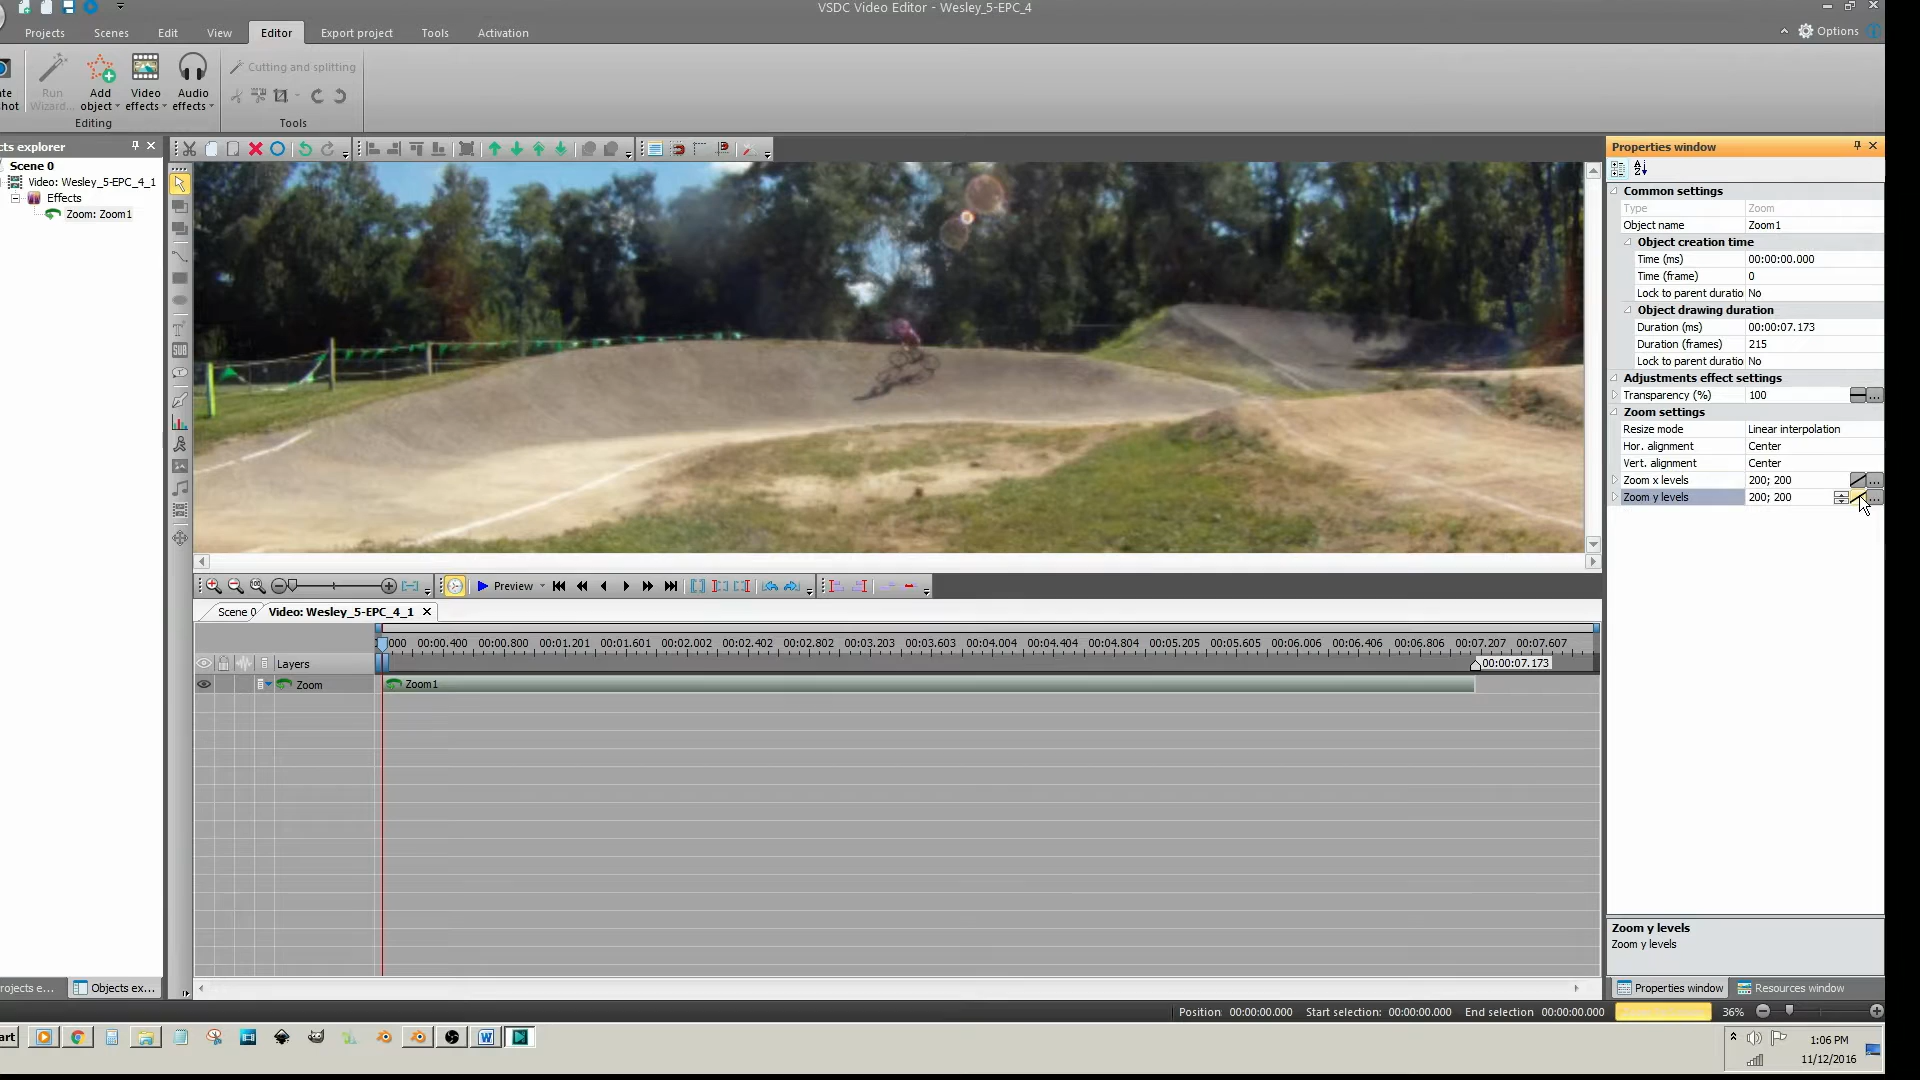 VSDC Video Editor - Wesley_5-EPC_4
Projects Scenes Edit View Editor Export project Tools Activation
Options
Run Wizard...
Add object
Video effects
Audio effects
Cutting and splitting
Editing
Tools
Scene 0
Video: Wesley_5-EPC_4_1
Effects
Zoom: Zoom1
SUB
Properties window
Common settings
Type Zoom
Object name Zoom1
Object creation time
Time (ms) 00:00:00.000
Time (frame) 0
Lock to parent duratio No
Object drawing duration
Duration (ms) 00:00:07.173
Duration (frames) 215
Lock to parent duratio No
Adjustments effect settings
Transparency (%) 100
Zoom settings
Resize mode Linear interpolation
Hor. alignment Center
Vert. alignment Center
Zoom x levels 200; 200
Zoom y levels 200; 200
Preview
Scene 0 Video: Wesley_5-EPC_4_1
000 00:00.400 00:00.800 00:01.201 00:01.601 00:02.002 00:02.402 00:02.802 00:03.203 00:03.603 00:04.004 00:04.404 00:04.804 00:05.205 00:05.605 00:06.006 00:06.406 00:06.806 00:07.207 00:07.607
Layers
00:00:07.173
Zoom
Zoom1
Zoom y levels
Zoom y levels
Objects ex...
Properties window
Resources window
Position: 00:00:00.000 Start selection: 00:00:00.000 End selection 00:00:00.000 36%
1:06 PM
11/12/2016